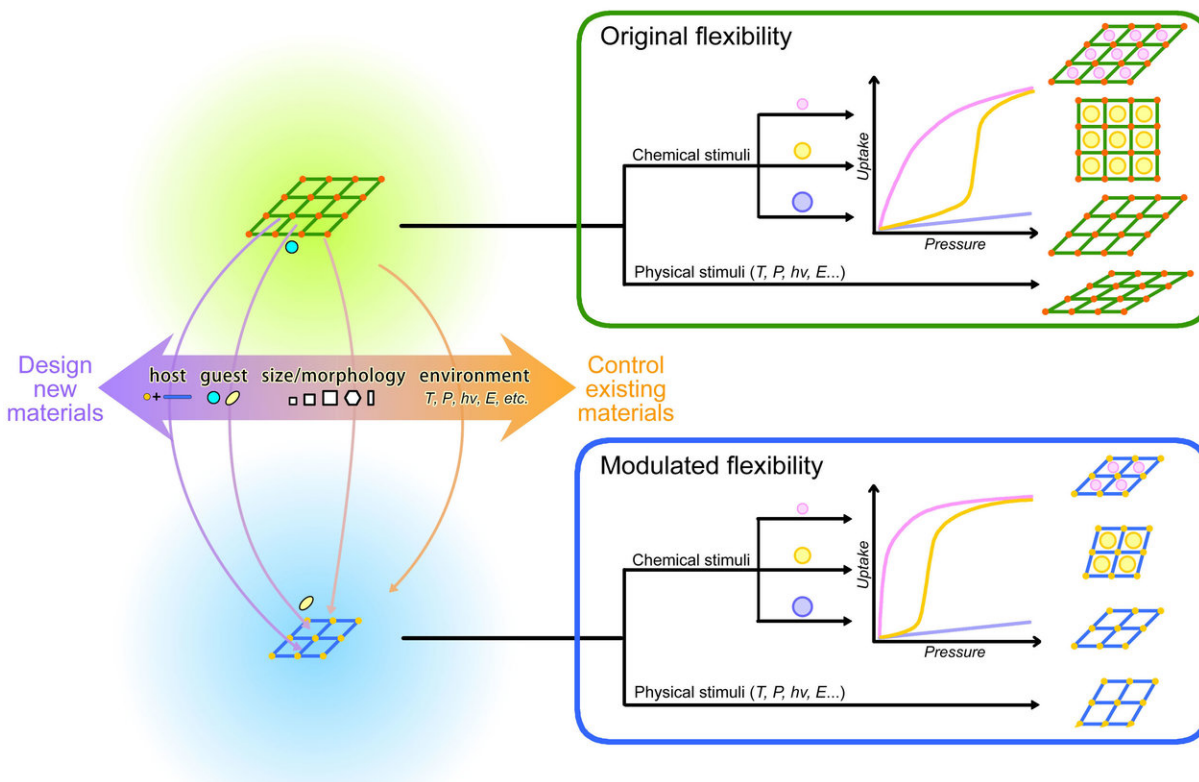 Original flexibility
Chemical stimuli
Uptake
Pressure
Physical stimuli (T, P, hv, E...)
Design
new
materials
host guest size/morphology environment
+
T, P, hv, E, etc.
Control
existing
materials
Modulated flexibility
Chemical stimuli
Uptake
Pressure
Physical stimuli (T, P, hv, E...)